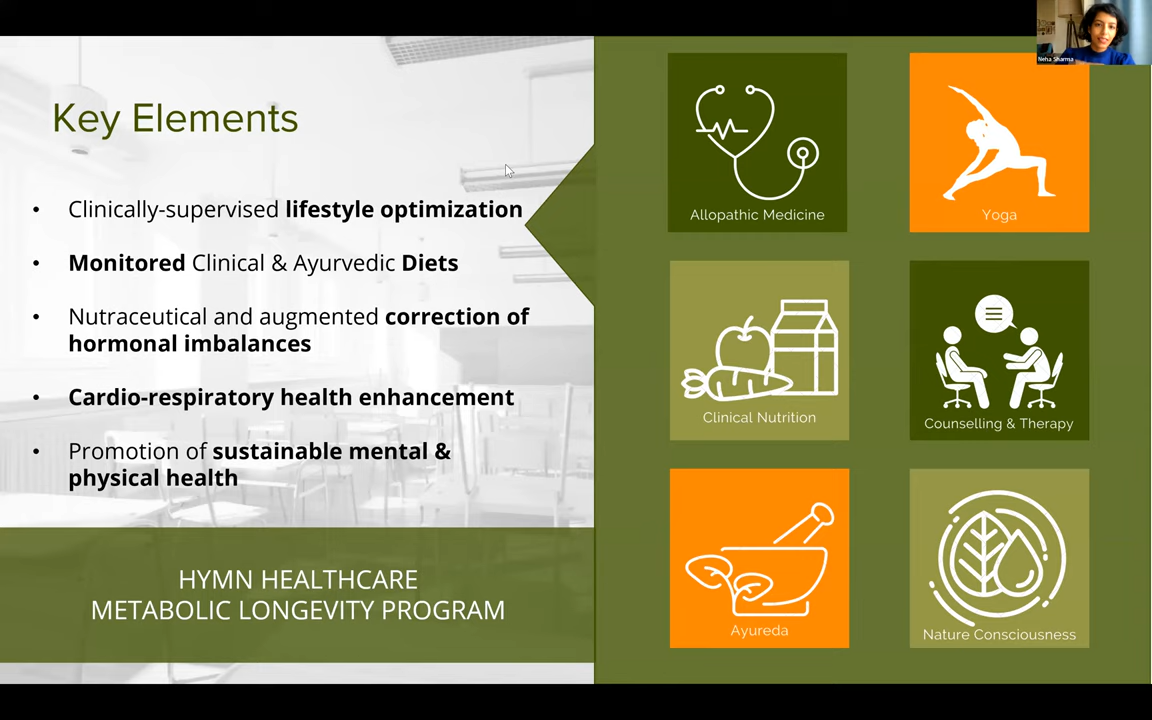 Neha Sharma
Key Elements
• Clinically-supervised lifestyle optimization
• Monitored Clinical & Ayurvedic Diets
• Nutraceutical and augmented correction of
hormonal imbalances
• Cardio-respiratory health enhancement
• Promotion of sustainable mental &
physical health
HYMN HEALTHCARE
METABOLIC LONGEVITY PROGRAM
Allopathic Medicine
Yoga
Clinical Nutrition
Counselling & Therapy
Ayureda
Nature Consciousness